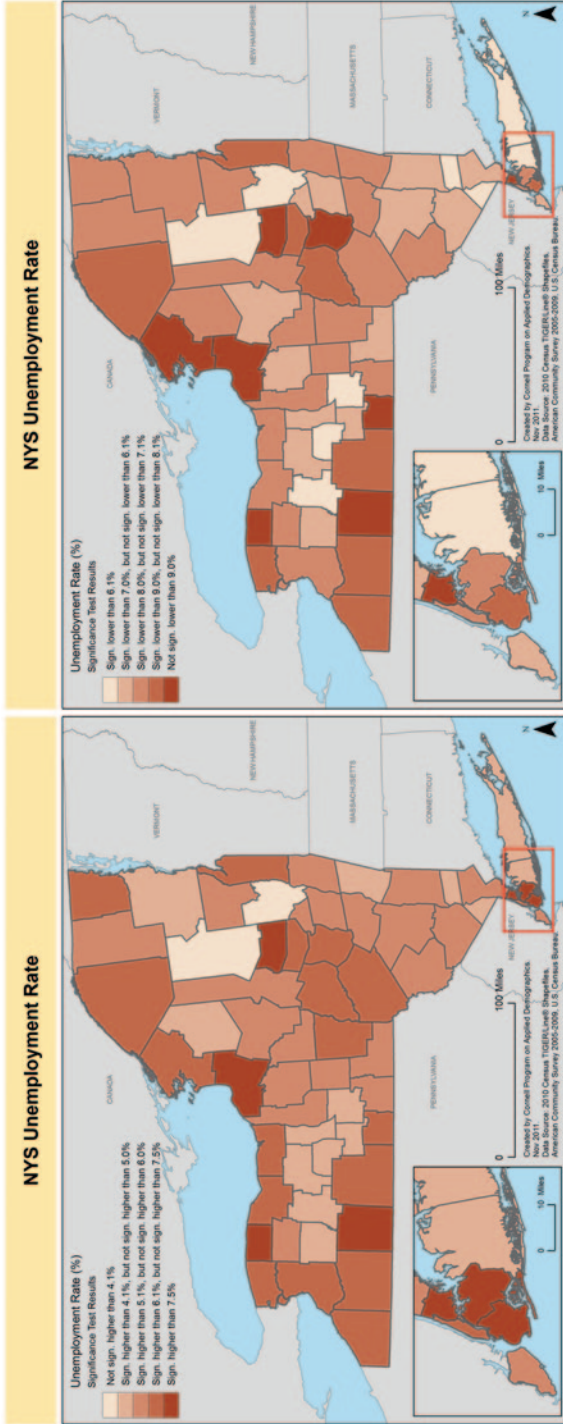 NYS Unemployment Rate
Unemployment Rate (%)
Significance Test Results
Not sign. higher than 4.1%
Sign. higher than 4.1%, but not sign. higher than 5.0%
Sign. higher than 5.1%, but not sign. higher than 6.0%
Sign. higher than 6.1%, but not sign. higher than 7.5%
Sign. higher than 7.5%
CANADA
VERMONT
NEW HAMPSHIRE
MASSACHUSETTS
CONNECTICUT
PENNSYLVANIA
NEW JERSEY
0 100 Miles
0 10 Miles
N
Created by Cornell Program on Applied Demographics.
Nov 2011.
Data Source: 2010 Census TIGER/Line® Shapefiles,
American Community Survey 2005-2009, U.S. Census Bureau
NYS Unemployment Rate
Unemployment Rate (%)
Significance Test Results
Sign. lower than 6.1%
Sign. lower than 7.0%, but not sign. lower than 6.1%
Sign. lower than 8.0%, but not sign. lower than 7.1%
Sign. lower than 9.0%, but not sign. lower than 8.1%
Not sign. lower than 9.0%
CANADA
VERMONT
NEW HAMPSHIRE
MASSACHUSETTS
CONNECTICUT
PENNSYLVANIA
NEW JERSEY
0 100 Miles
0 10 Miles
N
Created by Cornell Program on Applied Demographics.
Nov 2011.
Data Source: 2010 Census TIGER/Line® Shapefiles,
American Community Survey 2005-2009, U.S. Census Bureau